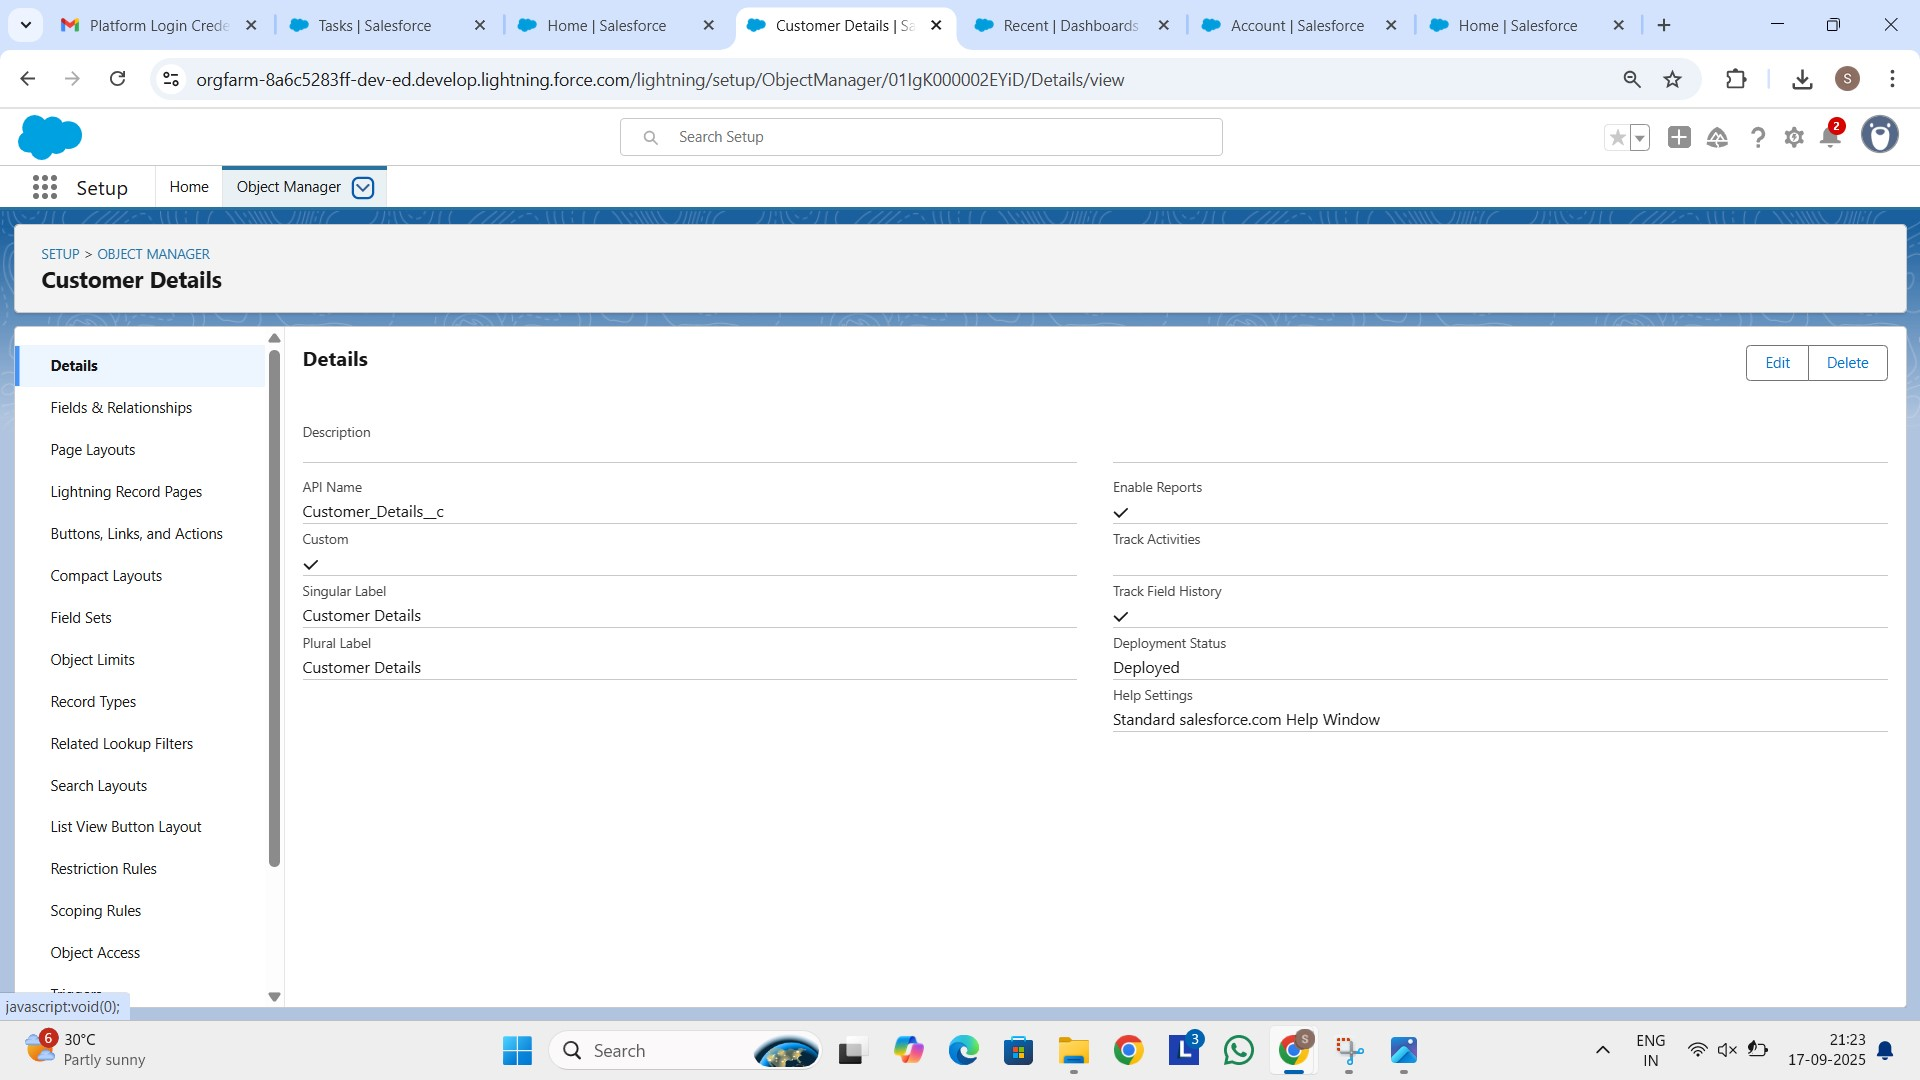 Platform Login Crede
Tasks | Salesforce
Home | Salesforce
Customer Details | Sa
Recent | Dashboards
Account | Salesforce
Home | Salesforce
orgfarm-8a6c5283ff-dev-ed.develop.lightning.force.com/lightning/setup/ObjectManager/01IgK000002EYiD/Details/view
S
Search Setup
2
Setup
Home
Object Manager
SETUP > OBJECT MANAGER
Customer Details
Details
Fields & Relationships
Page Layouts
Lightning Record Pages
Buttons, Links, and Actions
Compact Layouts
Field Sets
Object Limits
Record Types
Related Lookup Filters
Search Layouts
List View Button Layout
Restriction Rules
Scoping Rules
Object Access
Triggers
javascript:void(0);
Details
Edit
Delete
Description
API Name
Customer_Details__c
Custom
Singular Label
Customer Details
Plural Label
Customer Details
Enable Reports
Track Activities
Track Field History
Deployment Status
Deployed
Help Settings
Standard salesforce.com Help Window
6
30°C
Partly sunny
Search
L
3
S
ENG
IN
21:23
17-09-2025